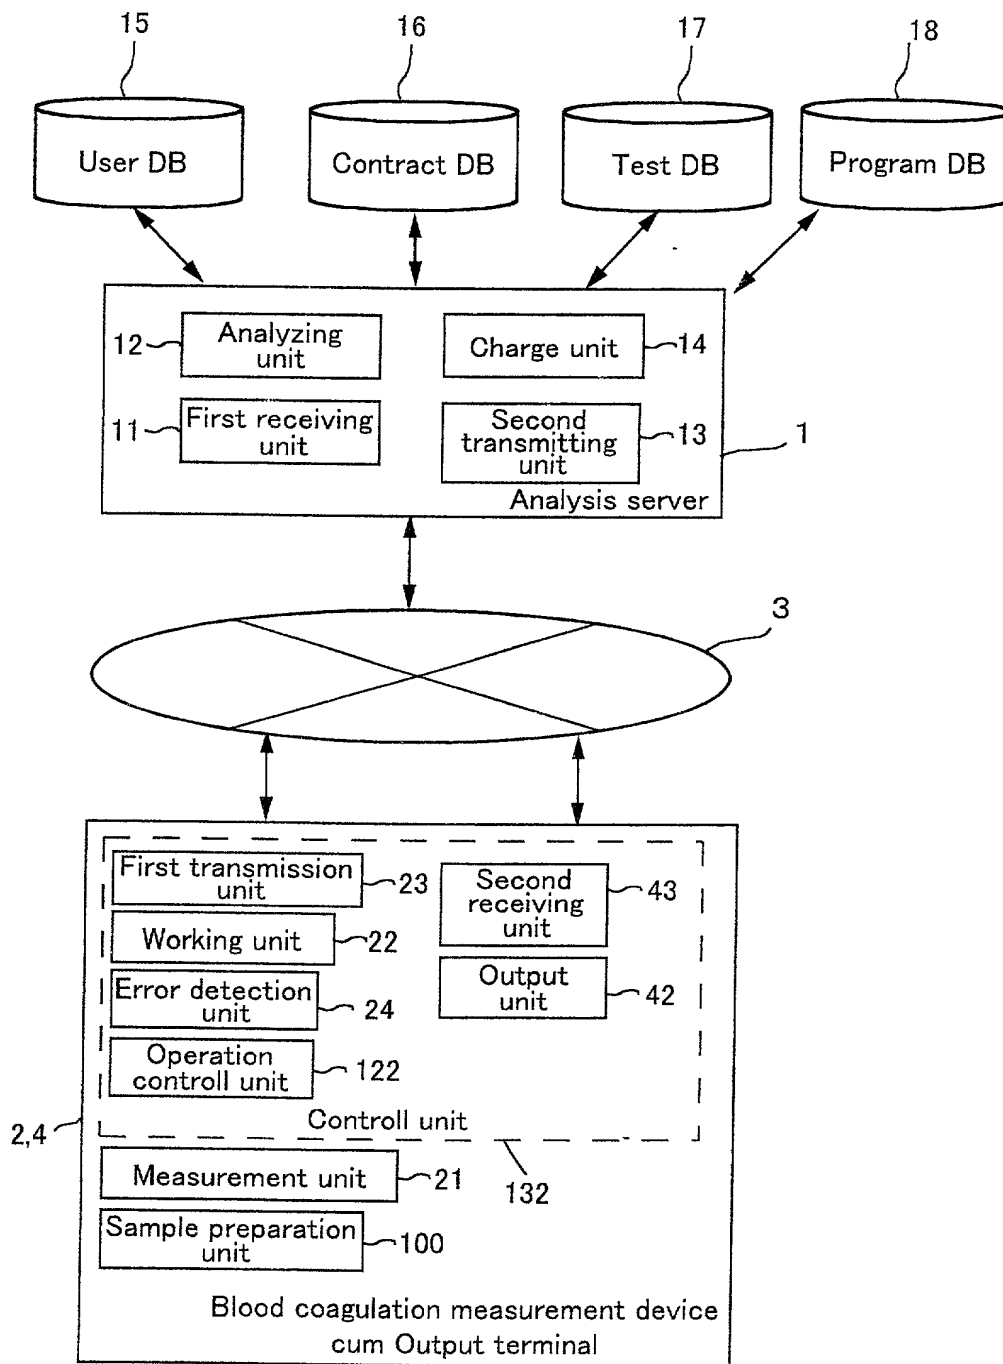 15
16
17
18
User DB
Contract DB
Test DB
Program DB
12
Analyzing
unit
Charge unit
14
11
First receiving
unit
Second
transmitting
unit
13
1
Analysis server
3
First transmission
unit
23
Second
receiving
unit
43
Working unit
22
Error detection
unit
24
Output
unit
42
Operation
controll unit
122
Controll unit
2,4
Measurement unit
21
132
Sample preparation
unit
100
Blood coagulation measurement device
cum Output terminal